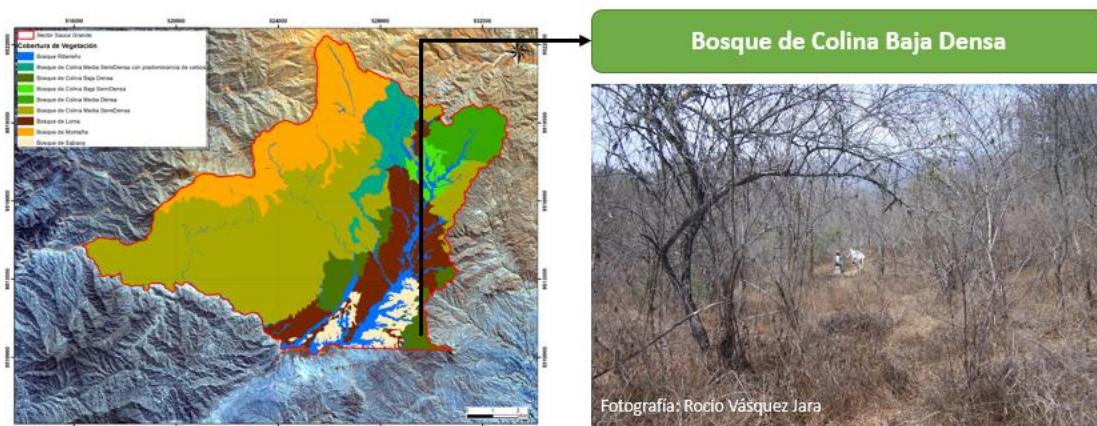 516000 520000 524000 528000 532000
Sector Sauce Grande
Cobertura de Vegetación
Bosque Ribereño
Bosque de Colina Media SemiDensa con predominancia de ceibos
Bosque de Colina Baja Densa
Bosque de Colina Baja SemiDensa
Bosque de Colina Media Densa
Bosque de Colina Media SemiDensa
Bosque de Loma
Bosque de Montaña
Bosque de Sabana
Bosque de Colina Baja Densa
Fotografía: Rocio Vásquez Jara